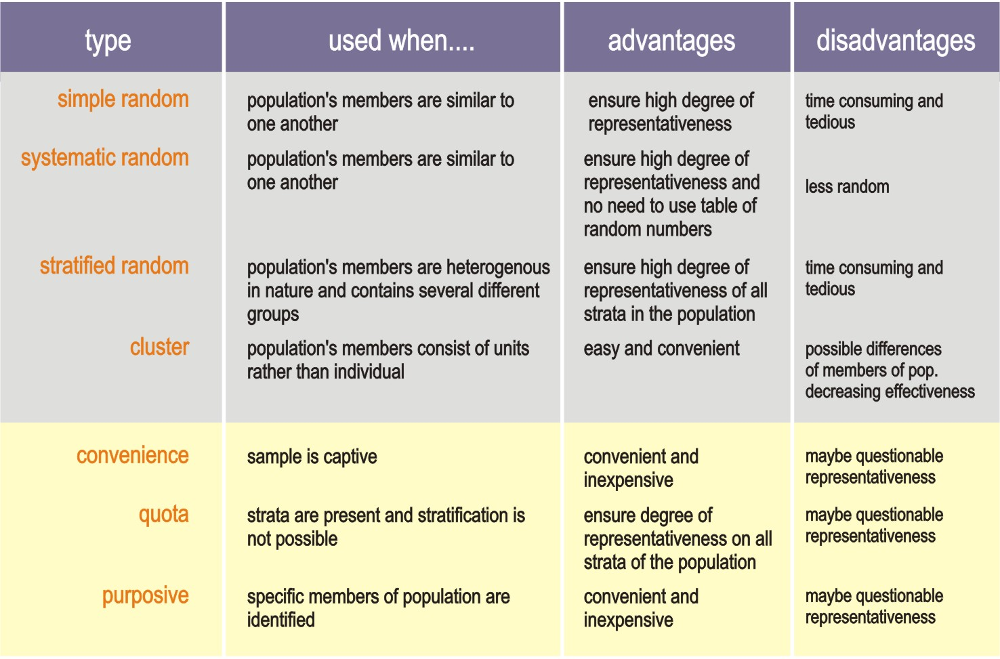 type
used when....
advantages
disadvantages
simple random
population's members are similar to
one another
ensure high degree of
representativeness
time consuming and
tedious
systematic random
population's members are similar to
one another
ensure high degree of
representativeness and
no need to use table of
random numbers
less random
stratified random
population's members are heterogenous
in nature and contains several different
groups
ensure high degree of
representativeness of all
strata in the population
time consuming and
tedious
cluster
population's members consist of units
rather than individual
easy and convenient
possible differences
of members of pop.
decreasing effectiveness
convenience
sample is captive
convenient and
inexpensive
maybe questionable
representativeness
quota
strata are present and stratification is
not possible
ensure degree of
representativeness on all
strata of the population
maybe questionable
representativeness
purposive
specific members of population are
identified
convenient and
inexpensive
maybe questionable
representativeness